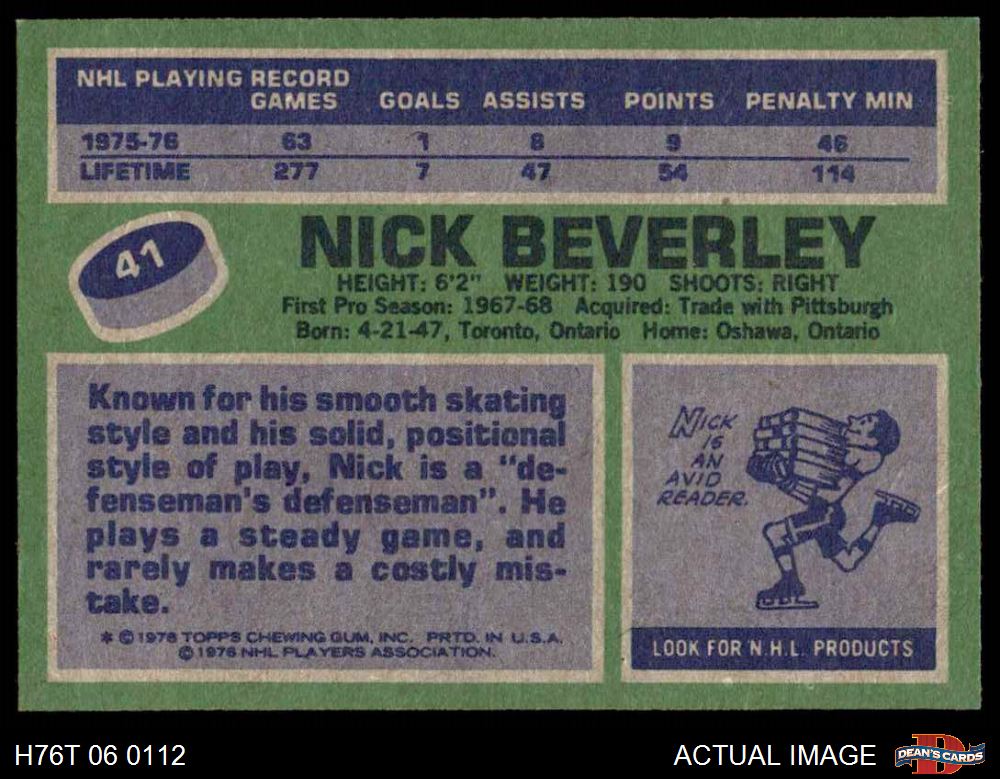 NHL PLAYING RECORD
GAMES GOALS ASSISTS POINTS PENALTY MIN
1975-76 63 1 8 9 46
LIFETIME 277 7 47 54 114
41
NICK BEVERLEY
HEIGHT: 6'2" WEIGHT: 190 SHOOTS: RIGHT
First Pro Season: 1967-68 Acquired: Trade with Pittsburgh
Born: 4-21-47, Toronto, Ontario Home: Oshawa, Ontario
Known for his smooth skating
style and his solid, positional
style of play, Nick is a "de-
fenseman's defenseman". He
plays a steady game, and
rarely makes a costly mis-
take.
* © 1976 TOPPS CHEWING GUM, INC. PRTD. IN U.S.A.
© 1976 NHL PLAYERS ASSOCIATION.
NICK
IS
AN
AVID
READER.
LOOK FOR N.H.L. PRODUCTS
H76T 06 0112
ACTUAL IMAGE
DEAN'S CARDS